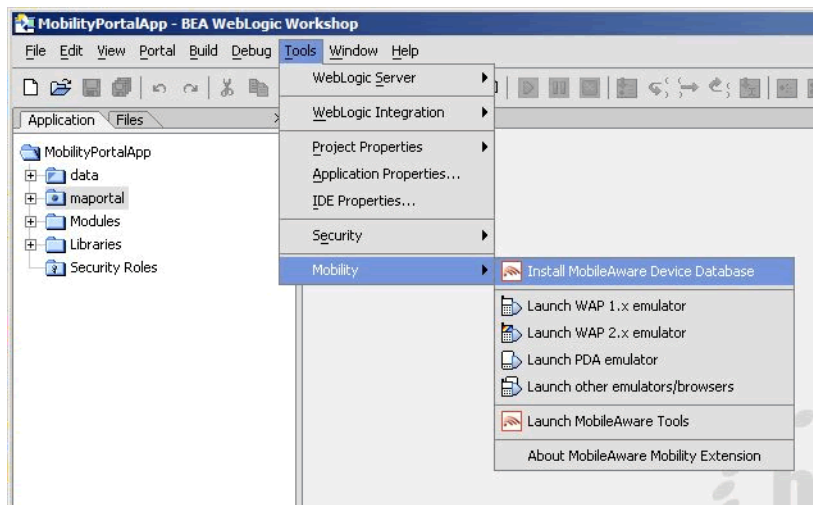 MobilityPortalApp - BEA WebLogic Workshop
File Edit View Portal Build Debug Tools Window Help
Application Files
MobilityPortalApp
data
maportal
Modules
Libraries
Security Roles
WebLogic Server
WebLogic Integration
Project Properties
Application Properties...
IDE Properties...
Security
Mobility
Install MobileAware Device Database
Launch WAP 1.x emulator
Launch WAP 2.x emulator
Launch PDA emulator
Launch other emulators/browsers
Launch MobileAware Tools
About MobileAware Mobility Extension